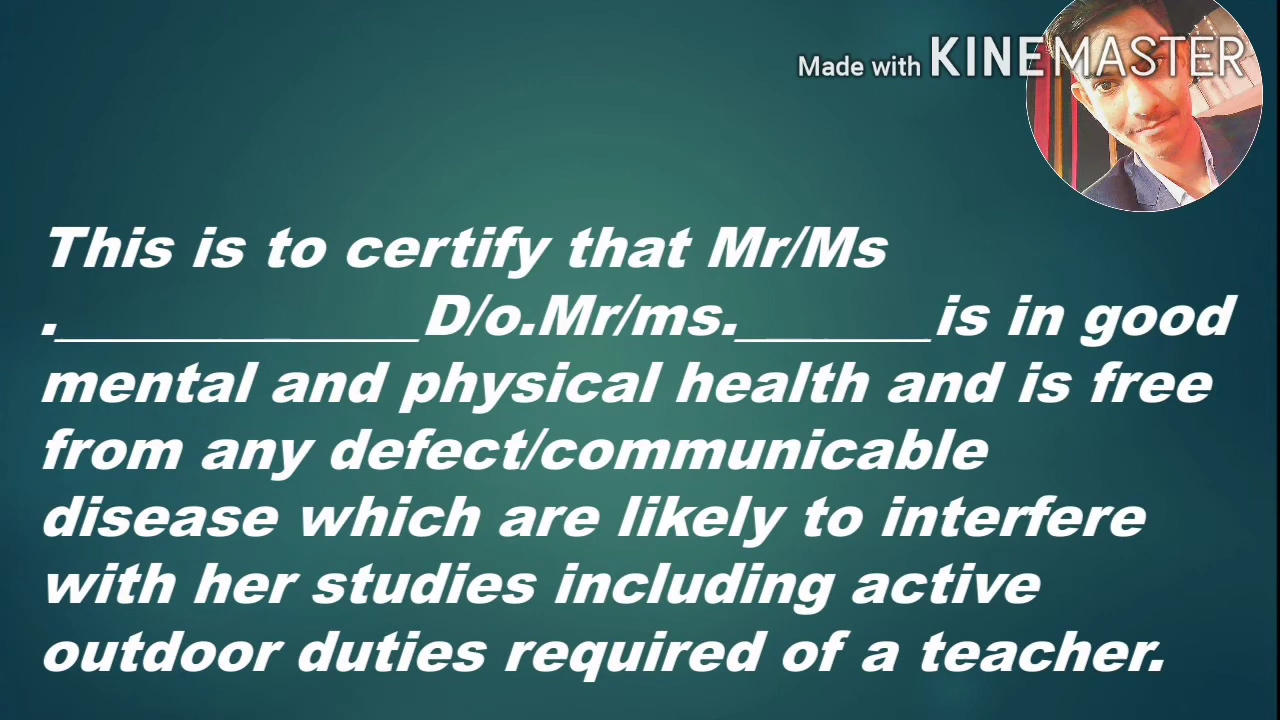 Made with KINEMASTER
This is to certify that Mr/Ms
.______________D/o.Mr/ms._______is in good
mental and physical health and is free
from any defect/communicable
disease which are likely to interfere
with her studies including active
outdoor duties required of a teacher.